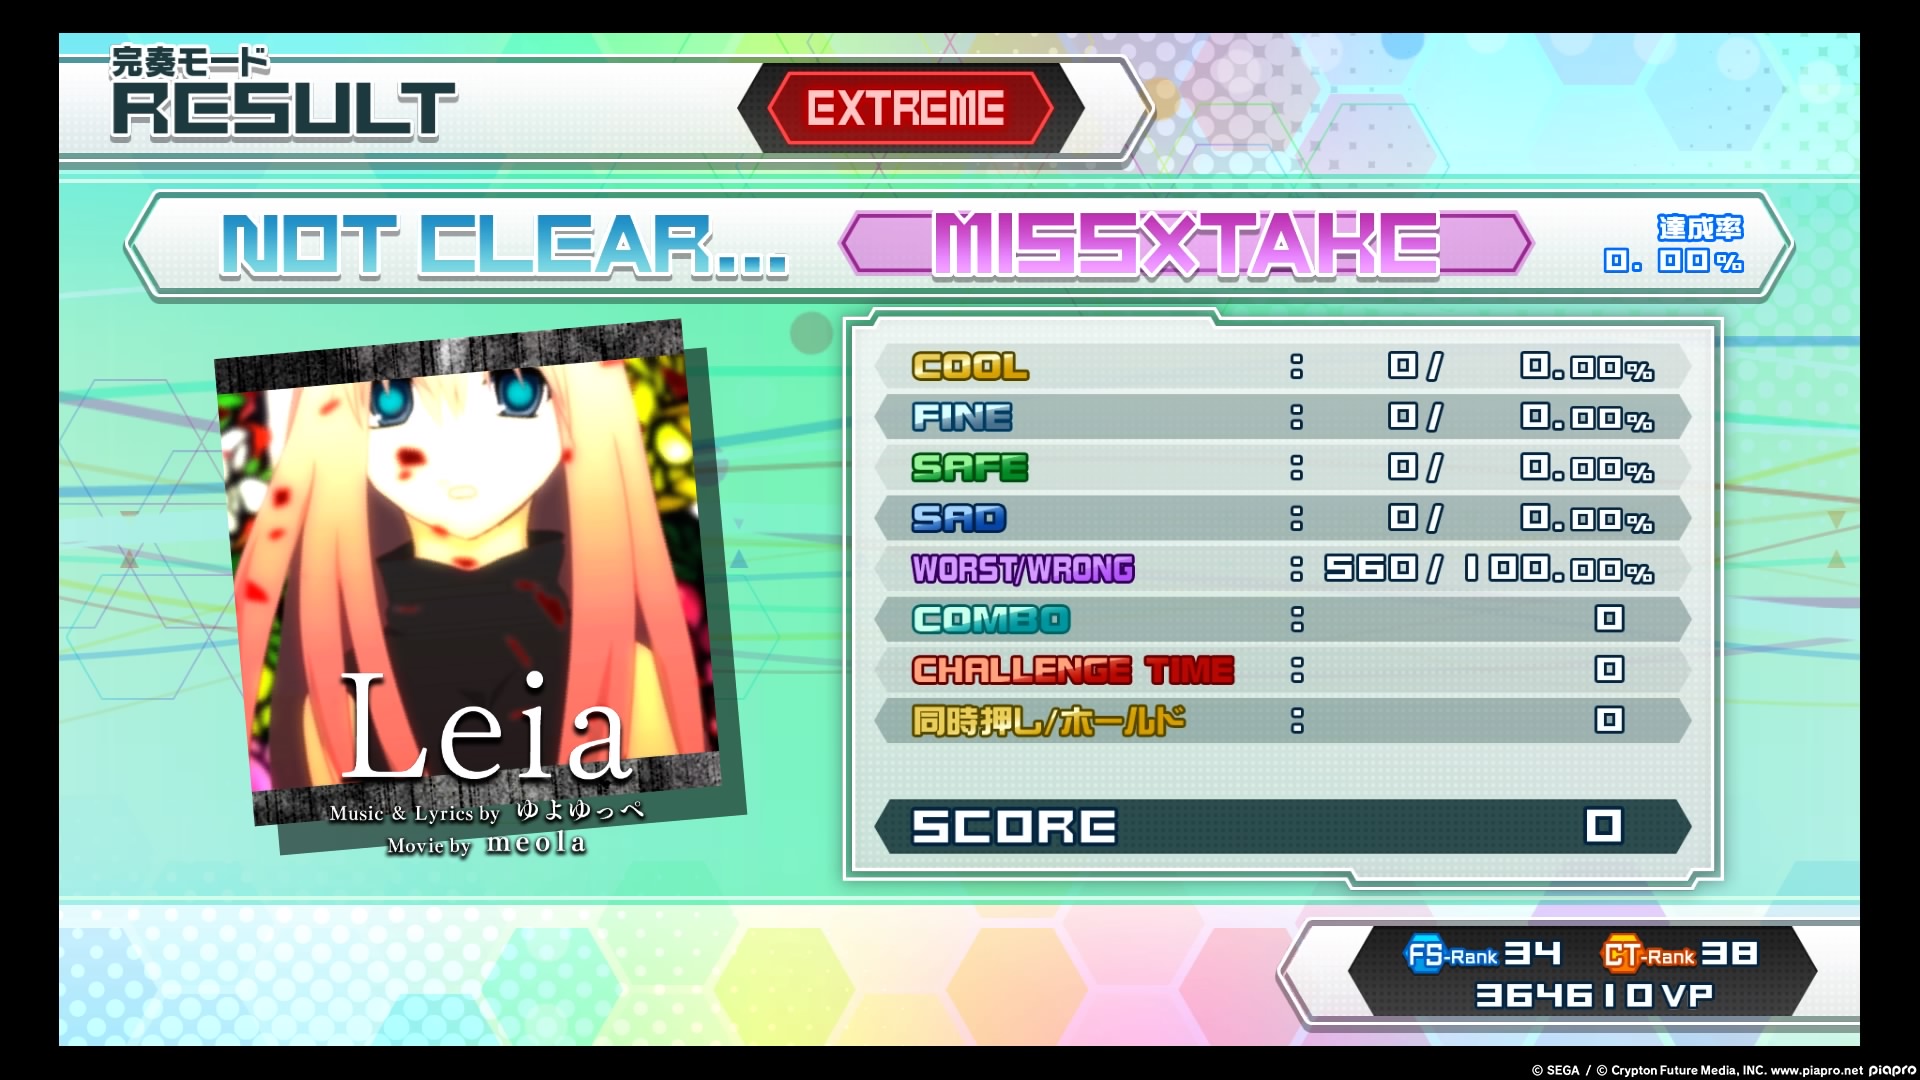 完奏モード
RESULT
EXTREME
NOT CLEAR...
MISS×TAKE
達成率
0.00%
COOL : 0/ 0.00%
FINE : 0/ 0.00%
SAFE : 0/ 0.00%
SAD : 0/ 0.00%
WORST/WRONG : 560/ 100.00%
COMBO : 0
CHALLENGE TIME : 0
同時押し/ホールド : 0
SCORE 0
Leia
Music & Lyrics by ゆよゆっぺ
Movie by meola
FS-Rank 34 CT-Rank 38
364610VP
© SEGA / © Crypton Future Media, INC. www.piapro.net piapro